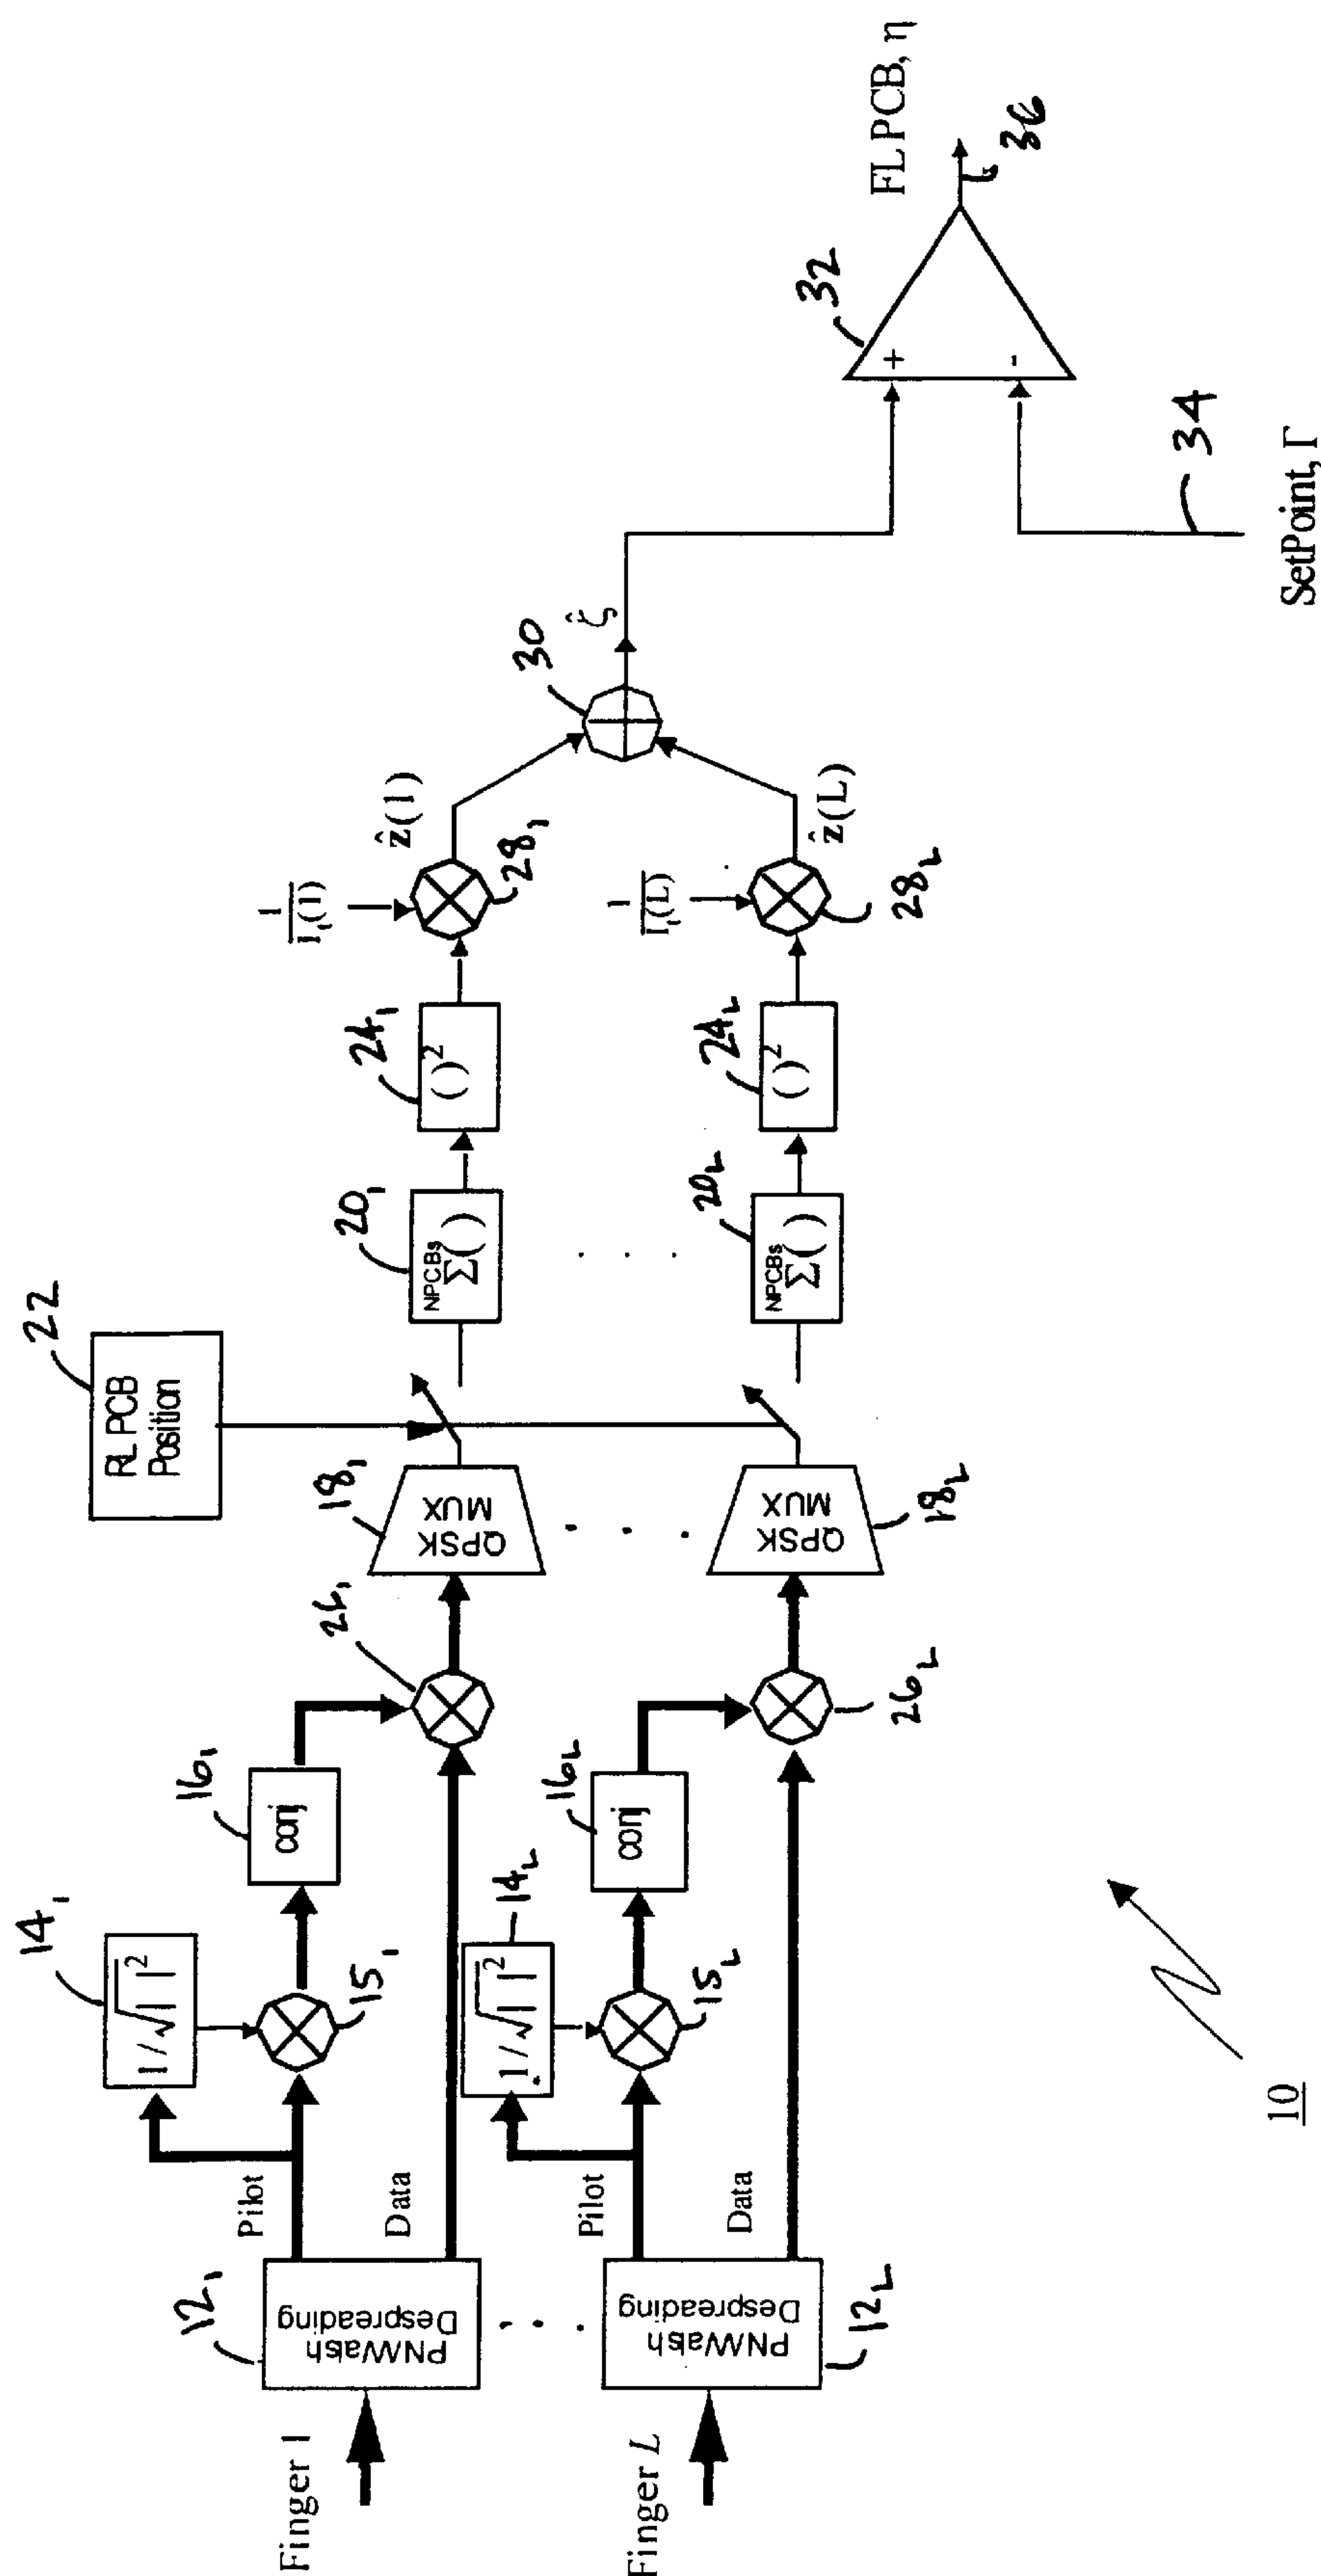 Finger 1
12₁
PN/Walsh
Despreading
Pilot
Data
14₁
1/√| |²
15₁
16₁
conj
26₁
18₁
QPSK
MUX
22
RL PCB
Position
20₁
NPCBs
Σ( )
24₁
( )²
1/Iₜ(1)
28₁
ẑ(1)
. . .
Finger L
12L
PN/Walsh
Despreading
Pilot
Data
14L
1/√| |²
15L
16L
conj
26L
18L
QPSK
MUX
20L
NPCBs
Σ( )
24L
( )²
1/Iₜ(L)
28L
ẑ(L)
30
ζ̂
32
+
-
34
SetPoint, Γ
FL PCB, η
36
10